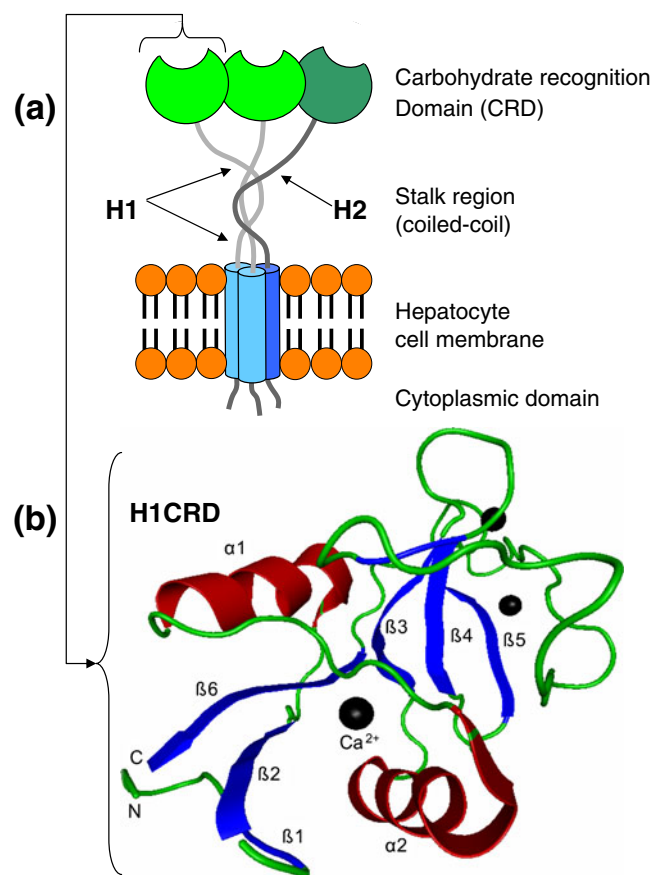 (a)
Carbohydrate recognition
Domain (CRD)
H1
H2
Stalk region
(coiled-coil)
Hepatocyte
cell membrane
Cytoplasmic domain
(b)
H1CRD
α1
ß3
ß4
ß5
ß6
Ca²⁺
C
ß2
N
ß1
α2